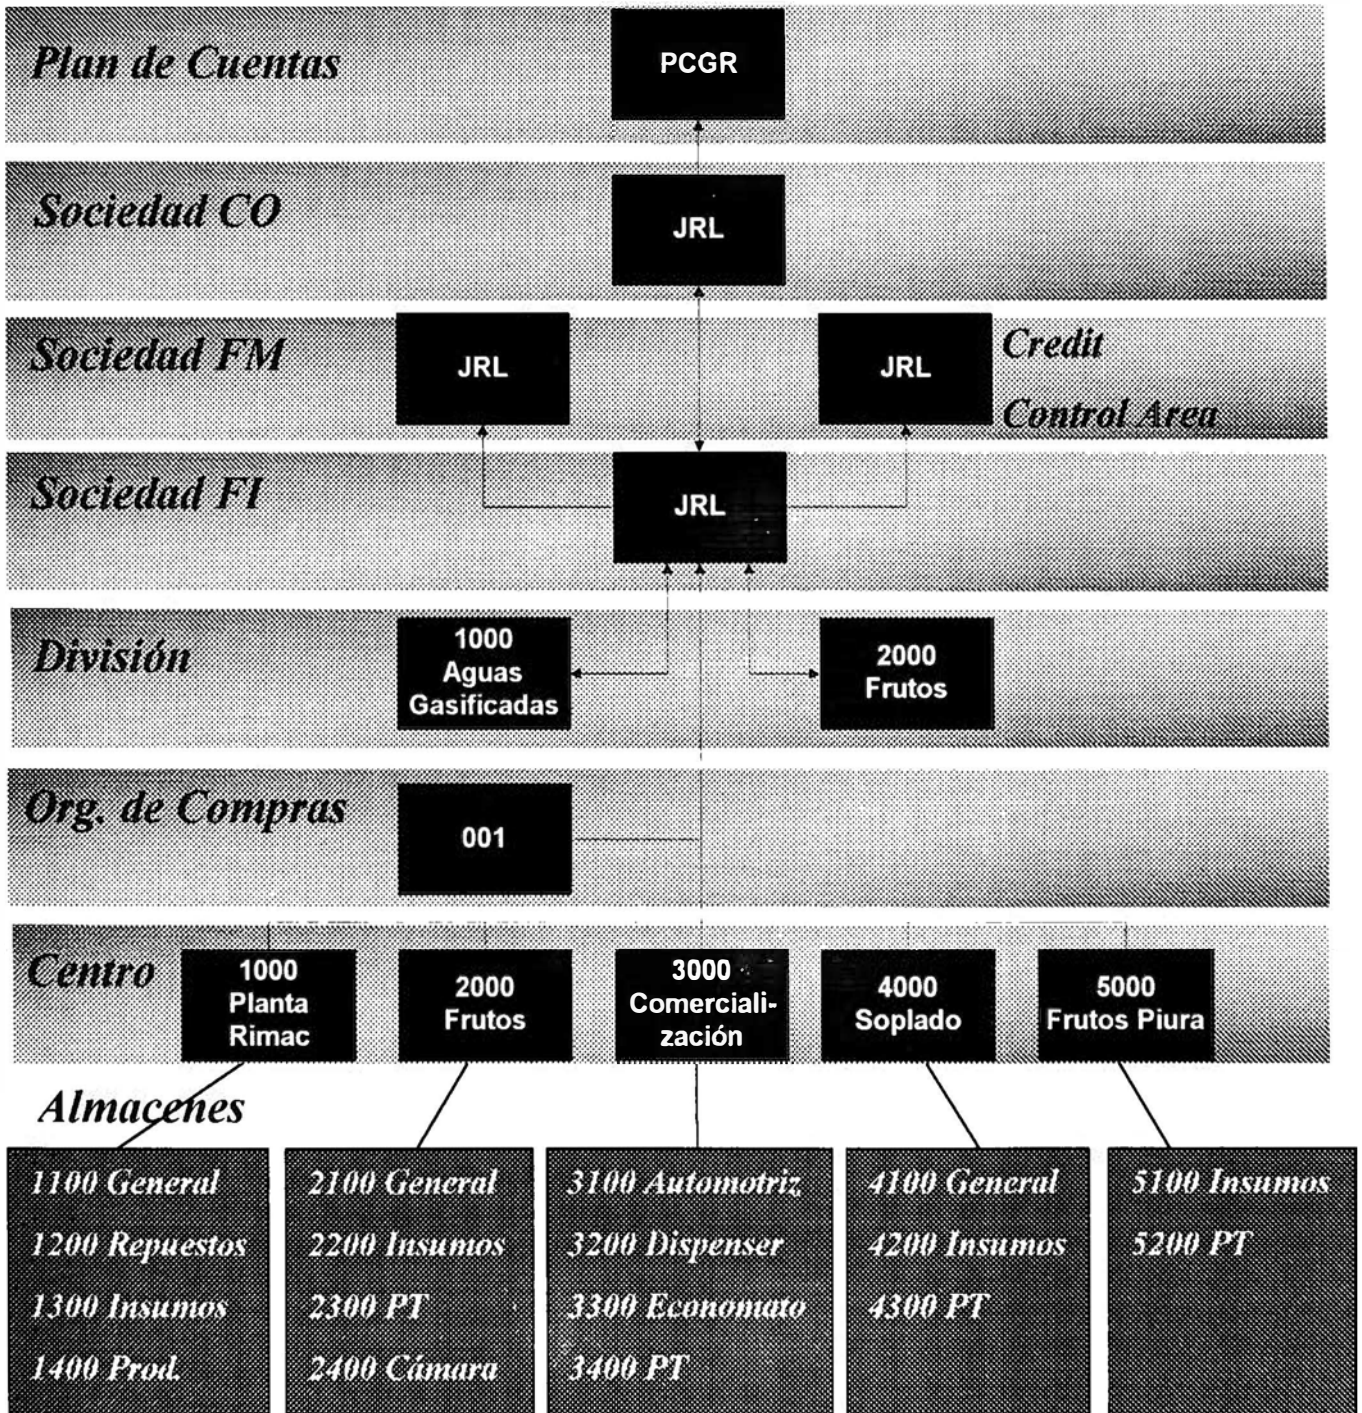 Plan de Cuentas
PCGR
Sociedad CO
JRL
Sociedad FM
JRL
JRL
Credit
Control Area
Sociedad FI
JRL
División
1000
Aguas
Gasificadas
2000
Frutos
Org. de Compras
001
Centro
1000
Planta
Rimac
2000
Frutos
3000
Comerciali-
zación
4000
Soplado
5000
Frutos Piura
Almacenes
1100 General
1200 Repuestos
1300 Insumos
1400 Prod.
2100 General
2200 Insumos
2300 PT
2400 Cámara
3100 Automotriz
3200 Dispenser
3300 Economato
3400 PT
4100 General
4200 Insumos
4300 PT
5100 Insumos
5200 PT